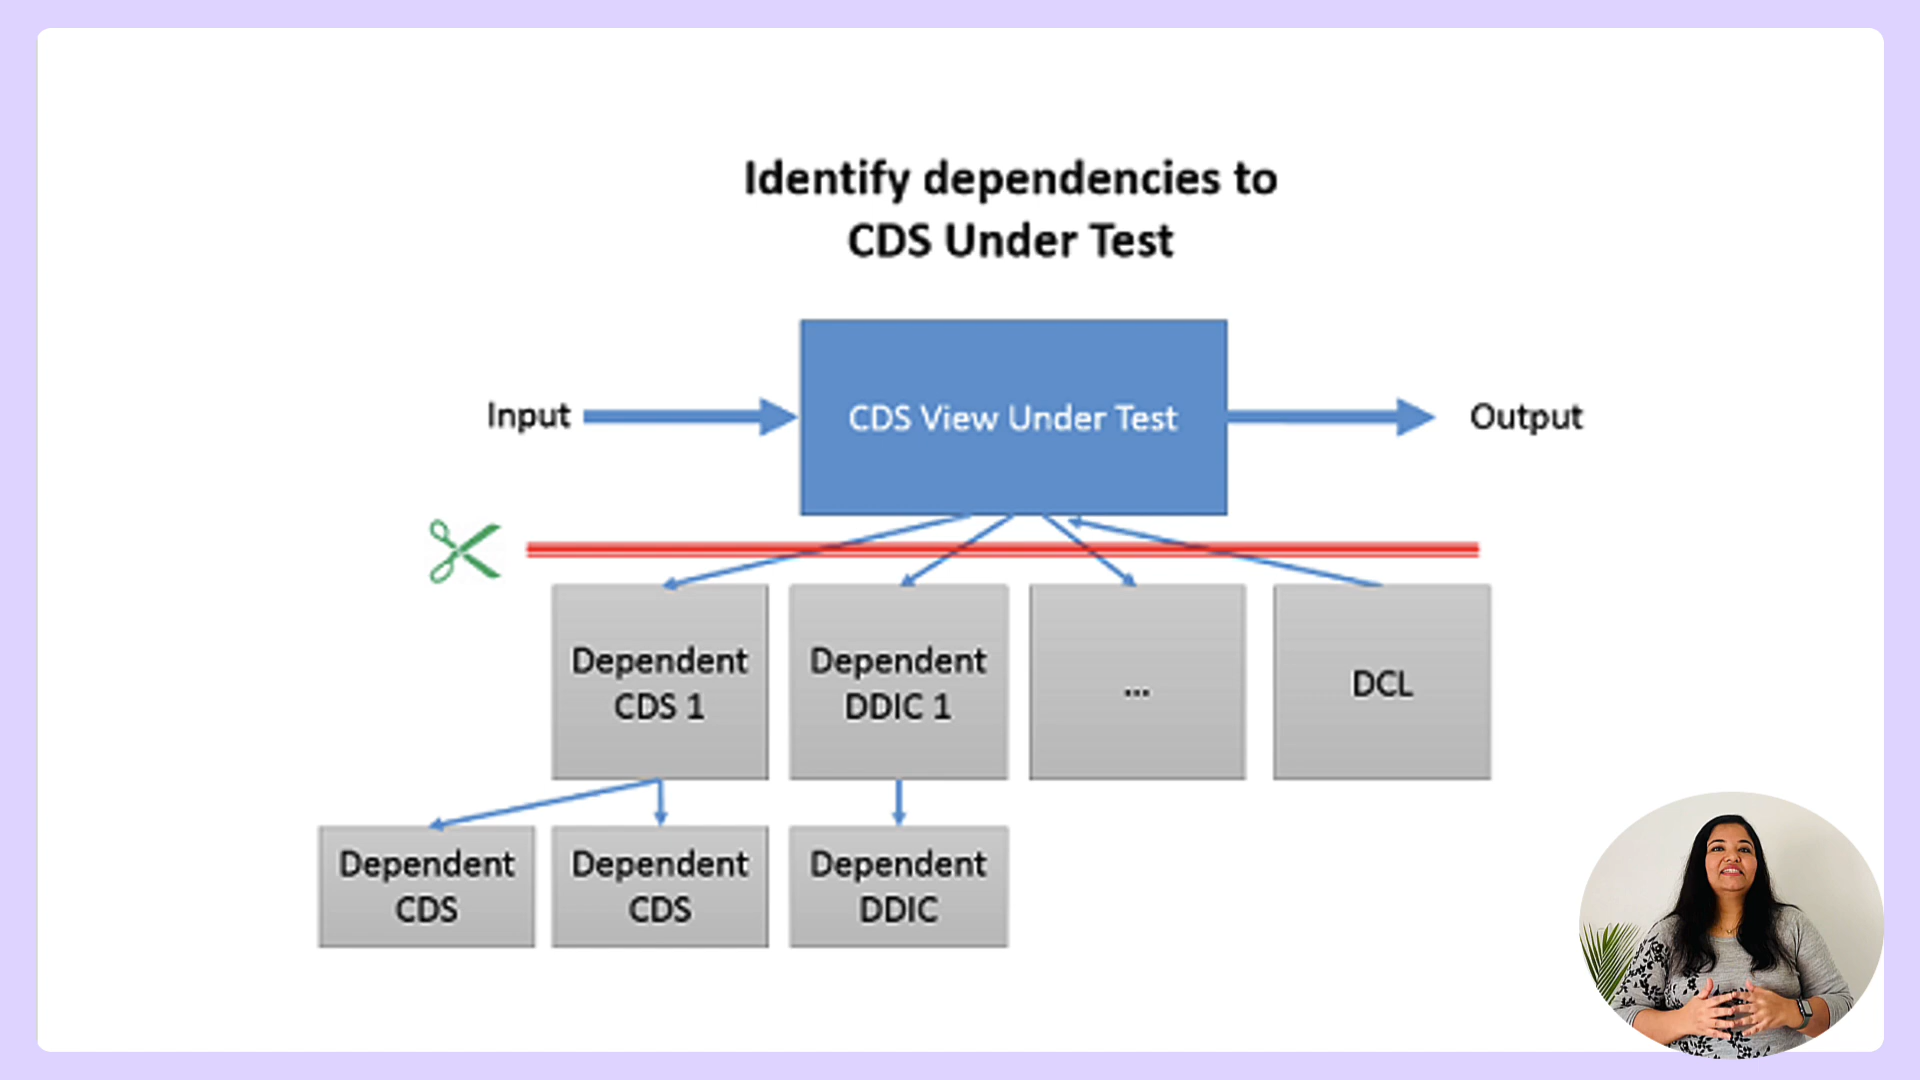 Identify dependencies to
CDS Under Test
Input
CDS View Under Test
Output
Dependent
CDS 1
Dependent
DDIC 1
...
DCL
Dependent
CDS
Dependent
CDS
Dependent
DDIC